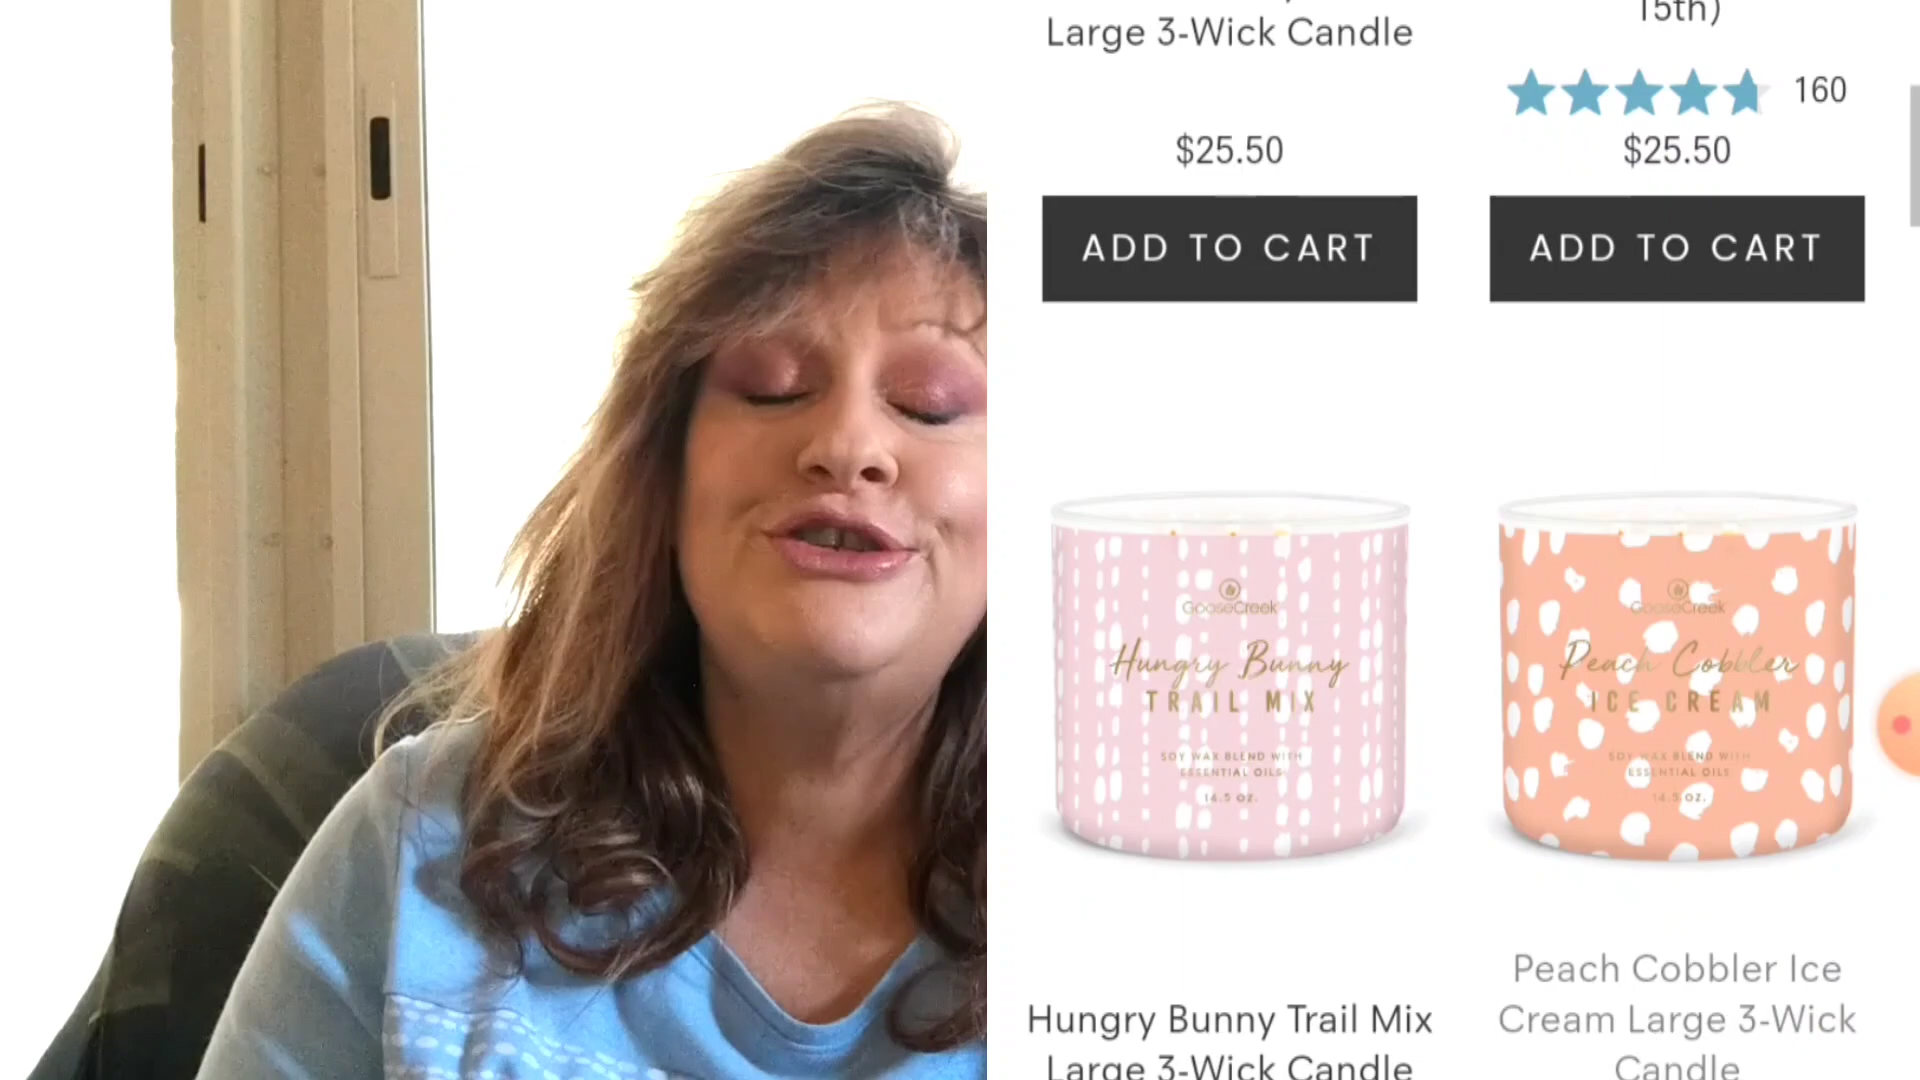 Large 3-Wick Candle
15th)
160
$25.50
$25.50
ADD TO CART
ADD TO CART
GooseCreek
Hungry Bunny
TRAIL MIX
SOY WAX BLEND WITH
ESSENTIAL OILS
14.5 OZ.
GooseCreek
Peach Cobbler
ICE CREAM
SOY WAX BLEND WITH
ESSENTIAL OILS
14.5 OZ.
Hungry Bunny Trail Mix
Large 3-Wick Candle
Peach Cobbler Ice
Cream Large 3-Wick
Candle